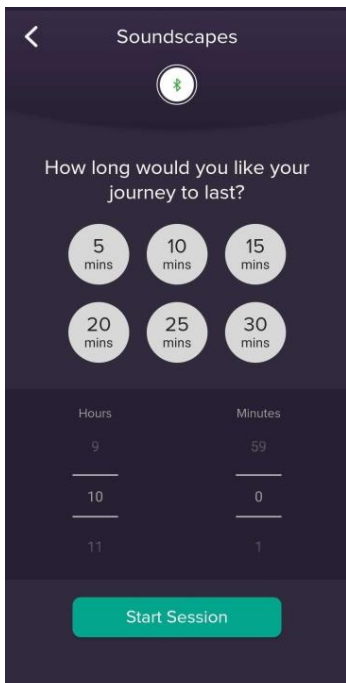 Soundscapes
How long would you like your
journey to last?
5
mins
10
mins
15
mins
20
mins
25
mins
30
mins
Hours
Minutes
9
59
10
0
11
1
Start Session